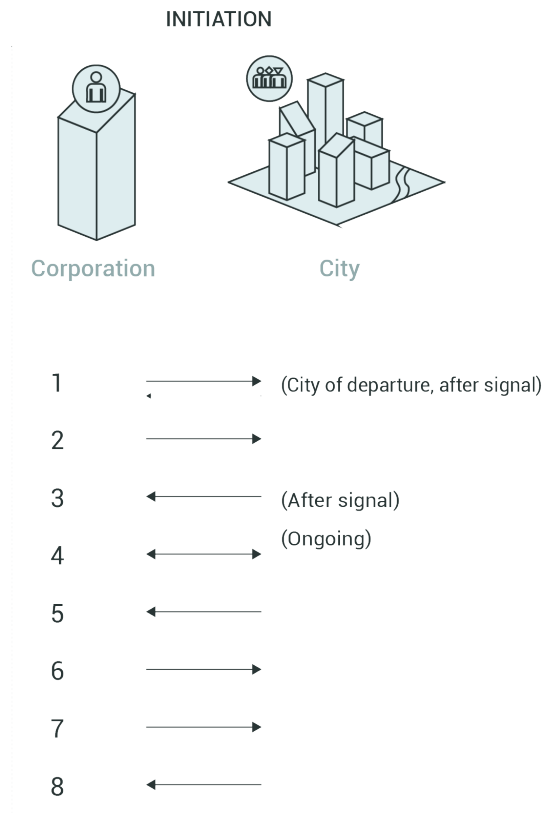 INITIATION
Corporation
City
1 (City of departure, after signal)
2
3 (After signal)
4 (Ongoing)
5
6
7
8